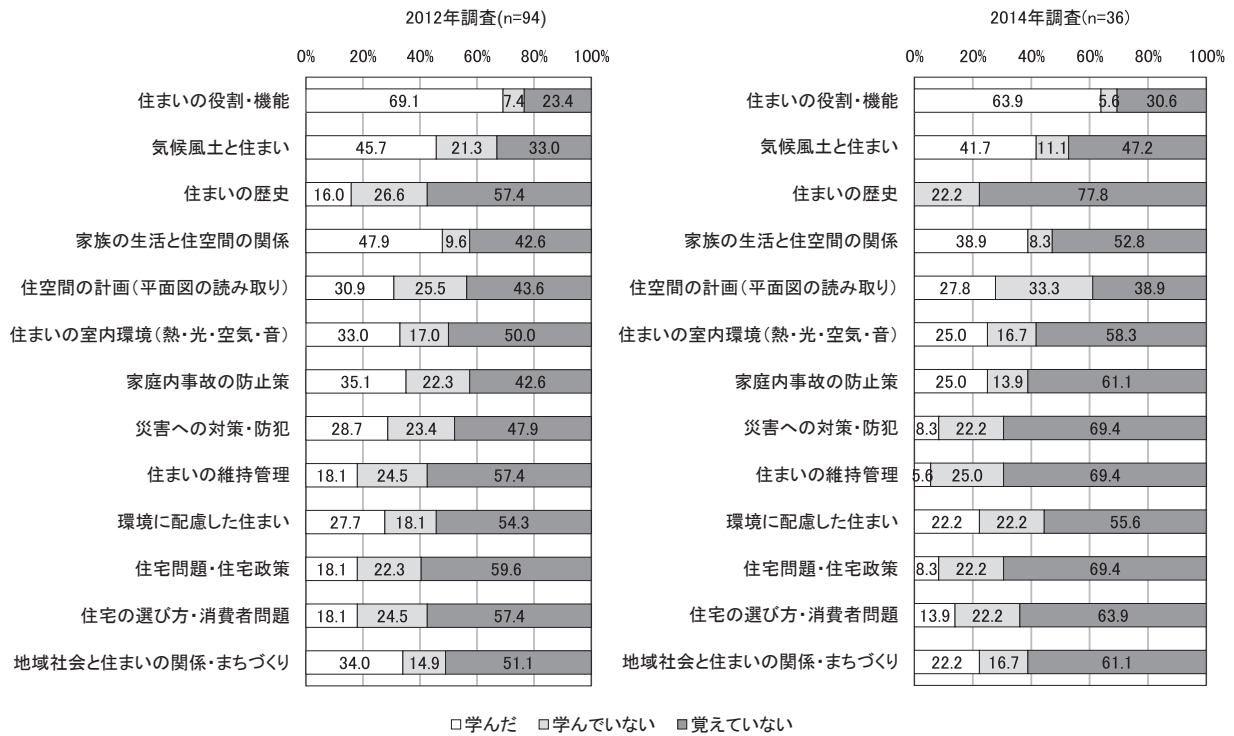 2012年調査(n=94)
0% 20% 40% 60% 80% 100%
住まいの役割・機能 69.1 7.4 23.4
気候風土と住まい 45.7 21.3 33.0
住まいの歴史 16.0 26.6 57.4
家族の生活と住空間の関係 47.9 9.6 42.6
住空間の計画(平面図の読み取り) 30.9 25.5 43.6
住まいの室内環境(熱・光・空気・音) 33.0 17.0 50.0
家庭内事故の防止策 35.1 22.3 42.6
災害への対策・防犯 28.7 23.4 47.9
住まいの維持管理 18.1 24.5 57.4
環境に配慮した住まい 27.7 18.1 54.3
住宅問題・住宅政策 18.1 22.3 59.6
住宅の選び方・消費者問題 18.1 24.5 57.4
地域社会と住まいの関係・まちづくり 34.0 14.9 51.1
2014年調査(n=36)
0% 20% 40% 60% 80% 100%
住まいの役割・機能 63.9 5.6 30.6
気候風土と住まい 41.7 11.1 47.2
住まいの歴史 22.2 77.8
家族の生活と住空間の関係 38.9 8.3 52.8
住空間の計画(平面図の読み取り) 27.8 33.3 38.9
住まいの室内環境(熱・光・空気・音) 25.0 16.7 58.3
家庭内事故の防止策 25.0 13.9 61.1
災害への対策・防犯 8.3 22.2 69.4
住まいの維持管理 5.6 25.0 69.4
環境に配慮した住まい 22.2 22.2 55.6
住宅問題・住宅政策 8.3 22.2 69.4
住宅の選び方・消費者問題 13.9 22.2 63.9
地域社会と住まいの関係・まちづくり 22.2 16.7 61.1
学んだ 学んでいない 覚えていない